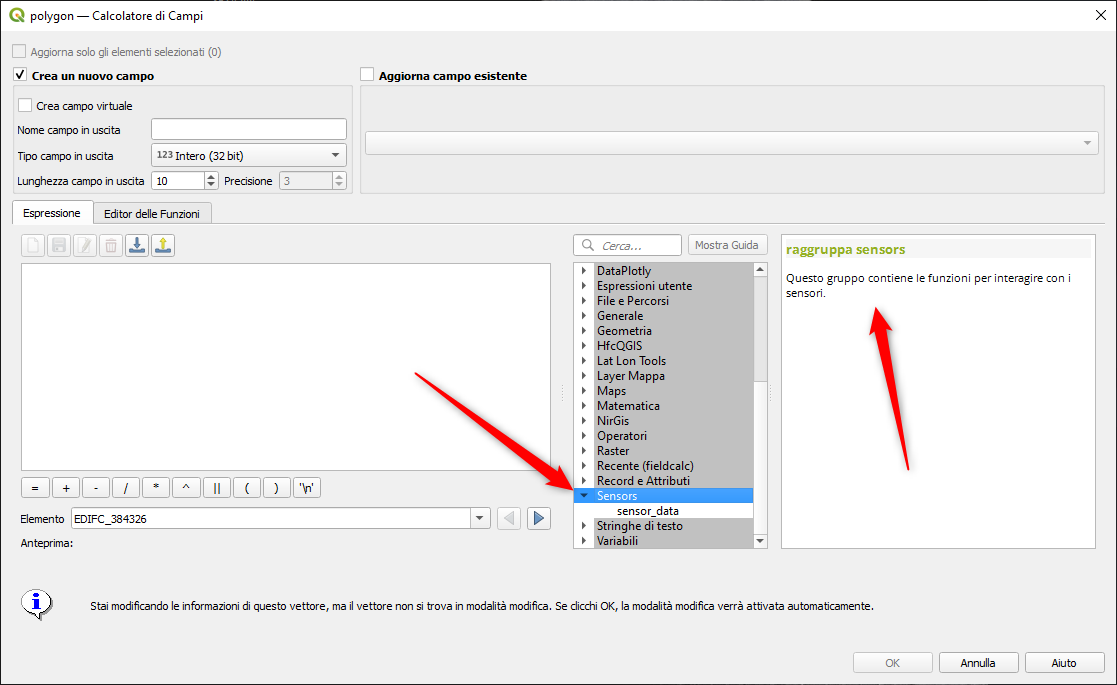 polygon — Calcolatore di Campi
Aggiorna solo gli elementi selezionati (0)
Crea un nuovo campo
Aggiorna campo esistente
Crea campo virtuale
Nome campo in uscita
Tipo campo in uscita
123 Intero (32 bit)
Lunghezza campo in uscita
10
Precisione
3
Espressione
Editor delle Funzioni
Cerca...
Mostra Guida
DataPlotly
Espressioni utente
File e Percorsi
Generale
Geometria
HfcQGIS
Lat Lon Tools
Layer Mappa
Maps
Matematica
NirGis
Operatori
Raster
Recente (fieldcalc)
Record e Attributi
Sensors
sensor_data
Stringhe di testo
Variabili
raggruppa sensors
Questo gruppo contiene le funzioni per interagire con i
sensori.
= + - / * ^ || ( ) '\n'
Elemento
EDIFC_384326
Anteprima:
Stai modificando le informazioni di questo vettore, ma il vettore non si trova in modalità modifica. Se clicchi OK, la modalità modifica verrà attivata automaticamente.
OK
Annulla
Aiuto